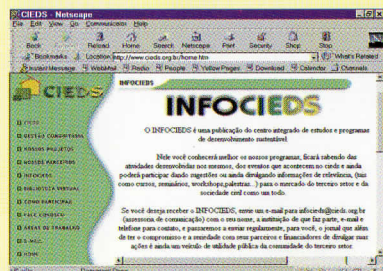 CIEDS - Netscape
File Edit View Go Communicator Help
Back Reload Home Search Netscape Print Security Shop Stop
Bookmarks Location http://www.cieds.org.br/home.htm What's Related
Instant Message WebMail Radio People Yellow Pages Download Calendar Channels
CIEDS
INFOCIEDS
INFOCIEDS
GESTÃO COMPARTILHADA
NOSSOS PROJETOS
NOSSOS PARCEIROS
INFOCIEDS
BIBLIOTECA VIRTUAL
COMO PARTICIPAR
FALE CONOSCO
ÁREAS DE TRABALHO
E-MAIL
HOME
O INFOCIEDS é uma publicação do centro integrado de estudos e programas
de desenvolvimento sustentável.
Nele você conhecerá melhor os nossos programas, ficará sabendo das
atividades desenvolvidas nos mesmos, dos eventos que acontecem no cieds e ainda
poderá participar dando sugestões ou ainda divulgando informações de relevância, (tais
como cursos, seminários, workshops,palestras...) para o mercado do terceiro setor e da
sociedade civil como um todo.
Se você deseja receber o INFOCIEDS, envie um e-mail para infocieds@cieds.org.br
(assessoria de comunicação) com o seu nome, a instituição de que faz parte, e-mail e
telefone para contato, e passaremos a enviar regularmente, para você, o jornal que além
de ter o compromisso e a seriedade com seus parceiros e financiadores de divulgar suas
ações é ainda um veículo de utilidade pública da comunidade do terceiro setor.